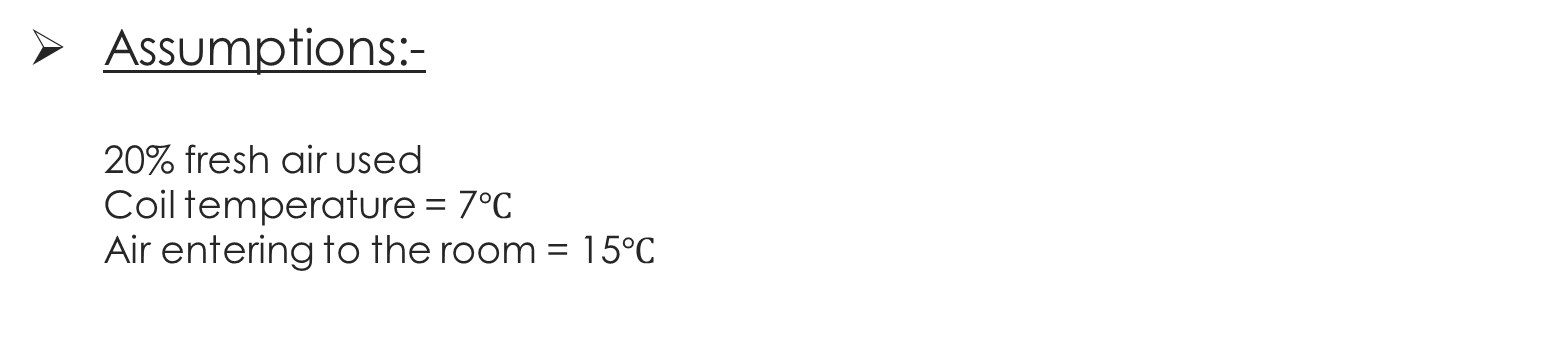 ➢ Assumptions:-
20% fresh air used
Coil temperature = 7℃
Air entering to the room = 15℃